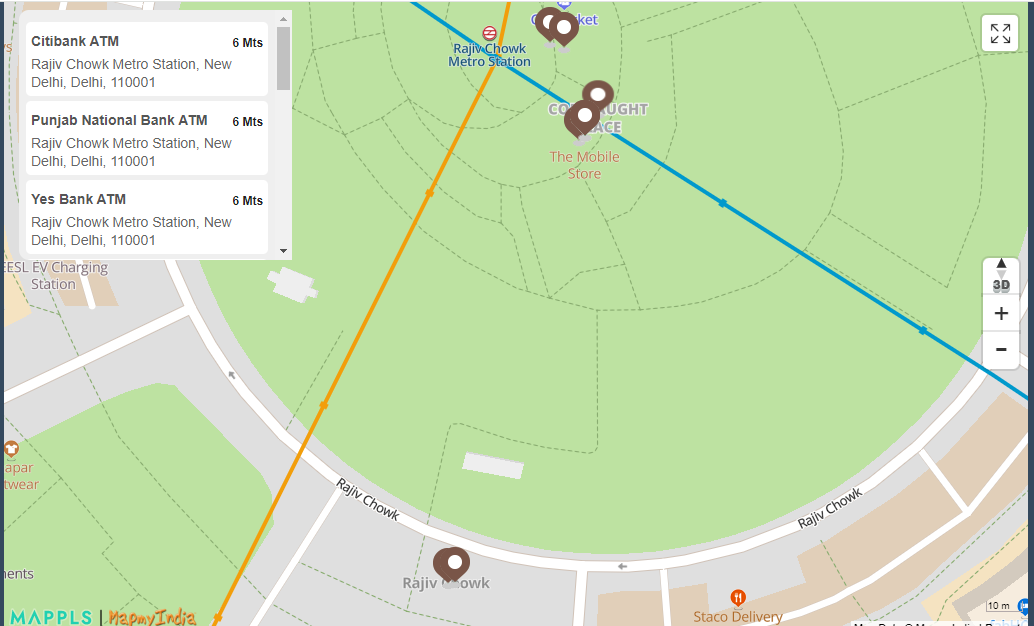 Citibank ATM
6 Mts
Rajiv Chowk Metro Station, New
Delhi, Delhi, 110001
Punjab National Bank ATM
6 Mts
Rajiv Chowk Metro Station, New
Delhi, Delhi, 110001
Yes Bank ATM
6 Mts
Rajiv Chowk Metro Station, New
Delhi, Delhi, 110001
Rajiv Chowk
Metro Station
The Mobile
Store
EESL EV Charging
Station
3D
+
−
Rajiv Chowk
Rajiv Chowk
Staco Delivery
10 m
MAPPLS | MapmyIndia